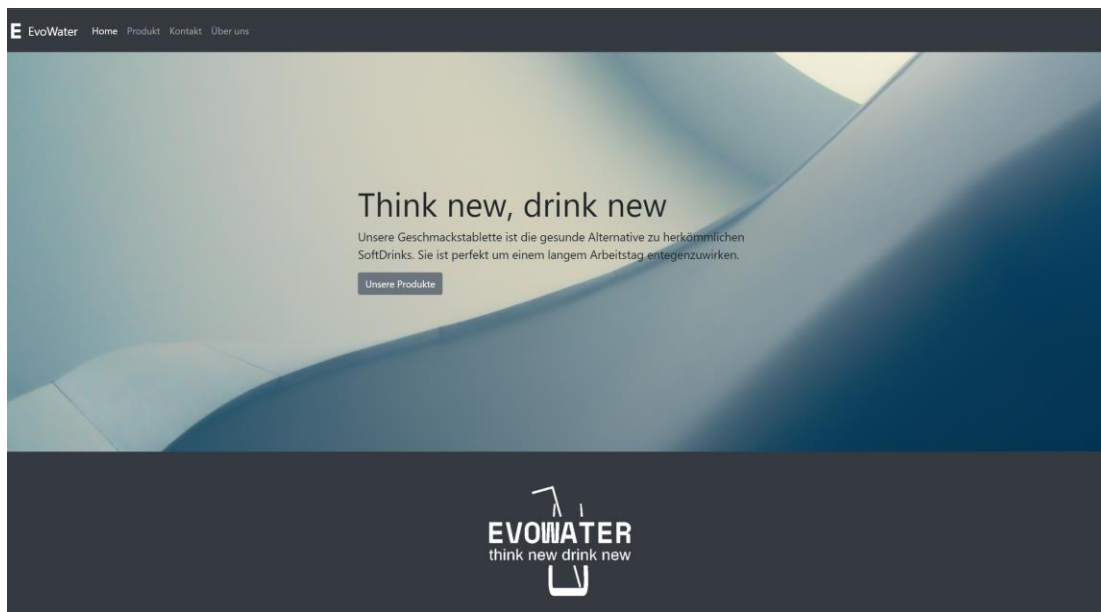 E EvoWater Home Produkt Kontakt Über uns
Think new, drink new
Unsere Geschmackstablette ist die gesunde Alternative zu herkömmlichen
SoftDrinks. Sie ist perfekt um einem langem Arbeitstag entegenzuwirken.
Unsere Produkte
EVOWATER
think new drink new